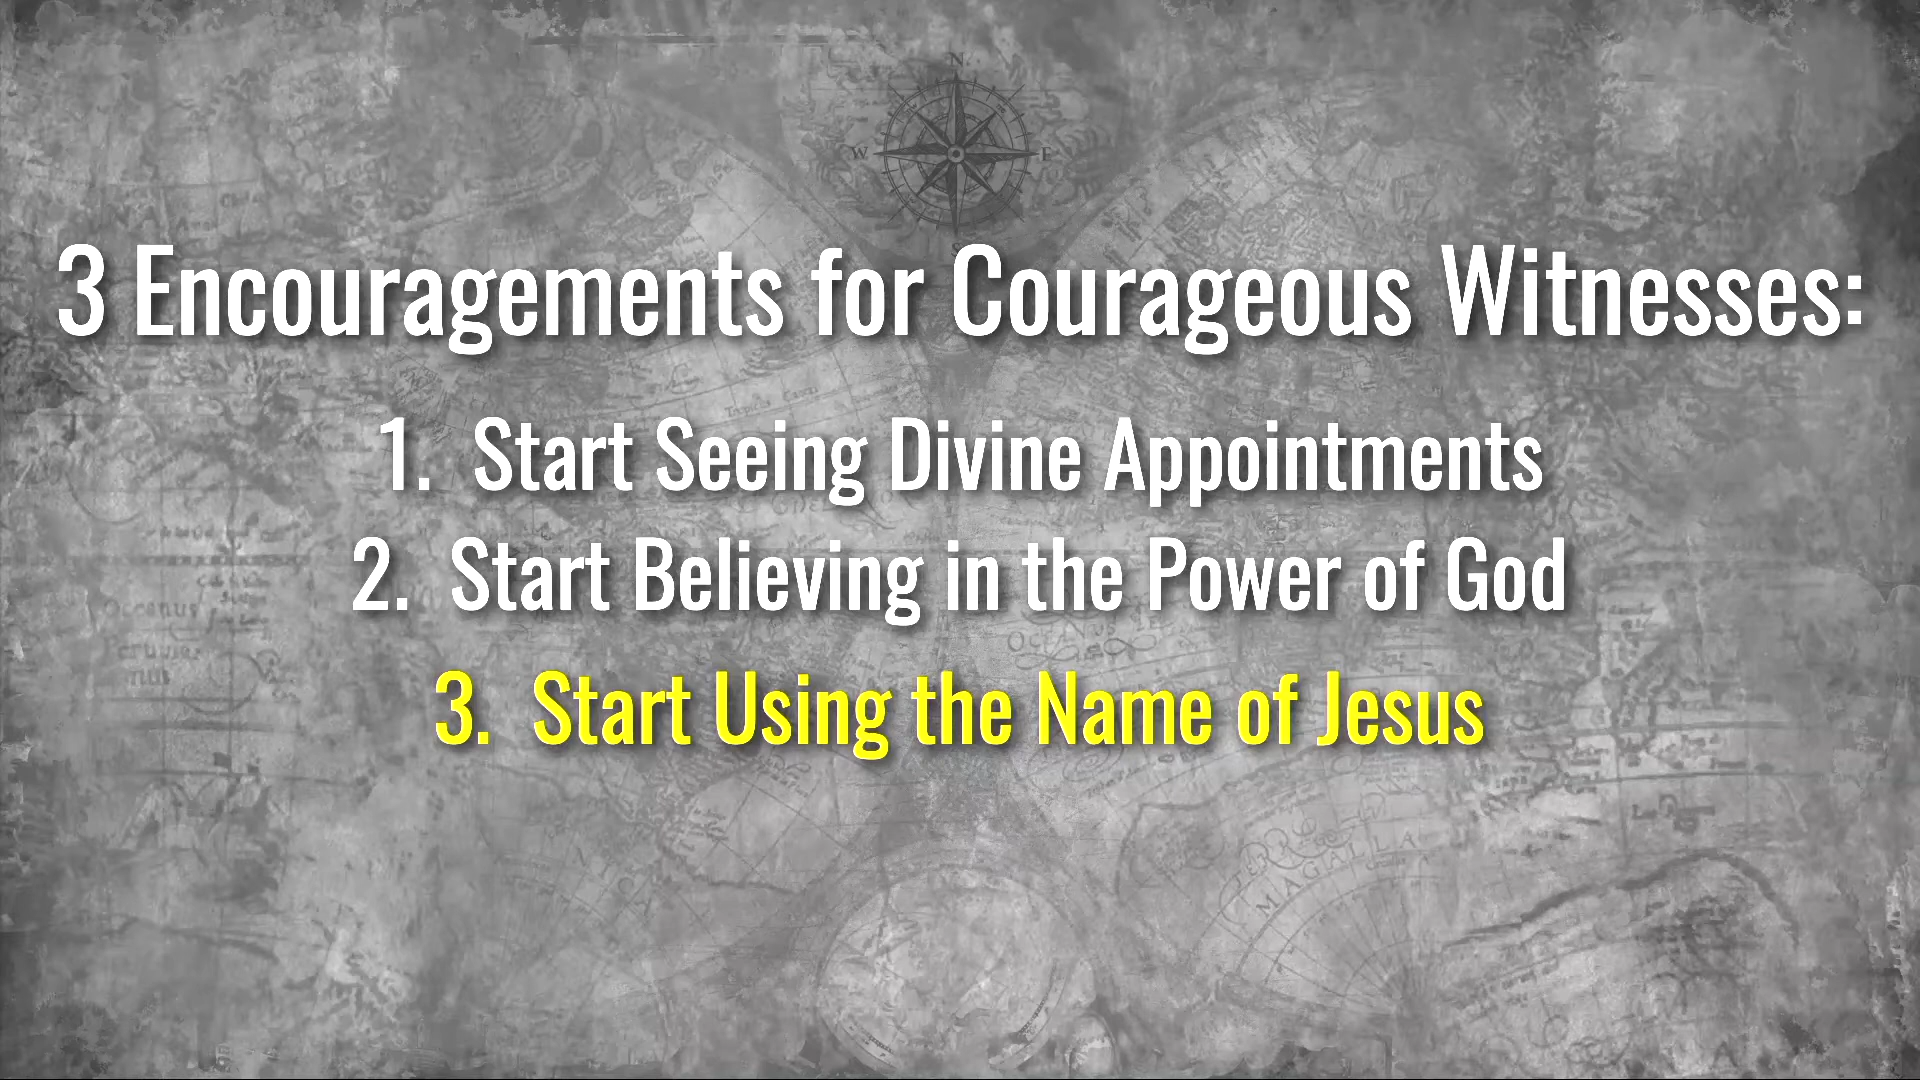 N
W E
3 Encouragements for Courageous Witnesses:
1. Start Seeing Divine Appointments
2. Start Believing in the Power of God
3. Start Using the Name of Jesus
MAGALLA